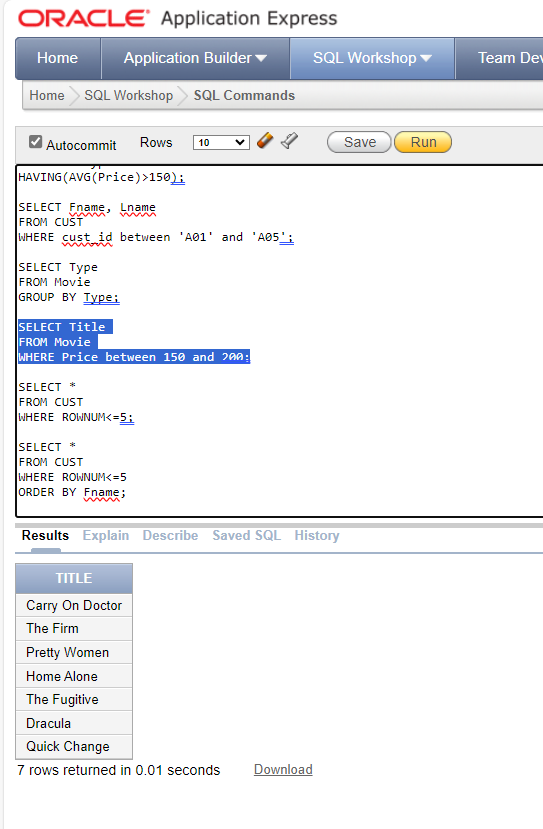 ORACLE® Application Express
Home Application Builder SQL Workshop Team Dev
Home SQL Workshop SQL Commands
Autocommit Rows 10 Save Run
HAVING(AVG(Price)>150);
SELECT Fname, Lname
FROM CUST
WHERE cust_id between 'A01' and 'A05';
SELECT Type
FROM Movie
GROUP BY Type;
SELECT Title
FROM Movie
WHERE Price between 150 and 200;
SELECT *
FROM CUST
WHERE ROWNUM<=5;
SELECT *
FROM CUST
WHERE ROWNUM<=5
ORDER BY Fname;
Results Explain Describe Saved SQL History
TITLE
Carry On Doctor
The Firm
Pretty Women
Home Alone
The Fugitive
Dracula
Quick Change
7 rows returned in 0.01 seconds Download